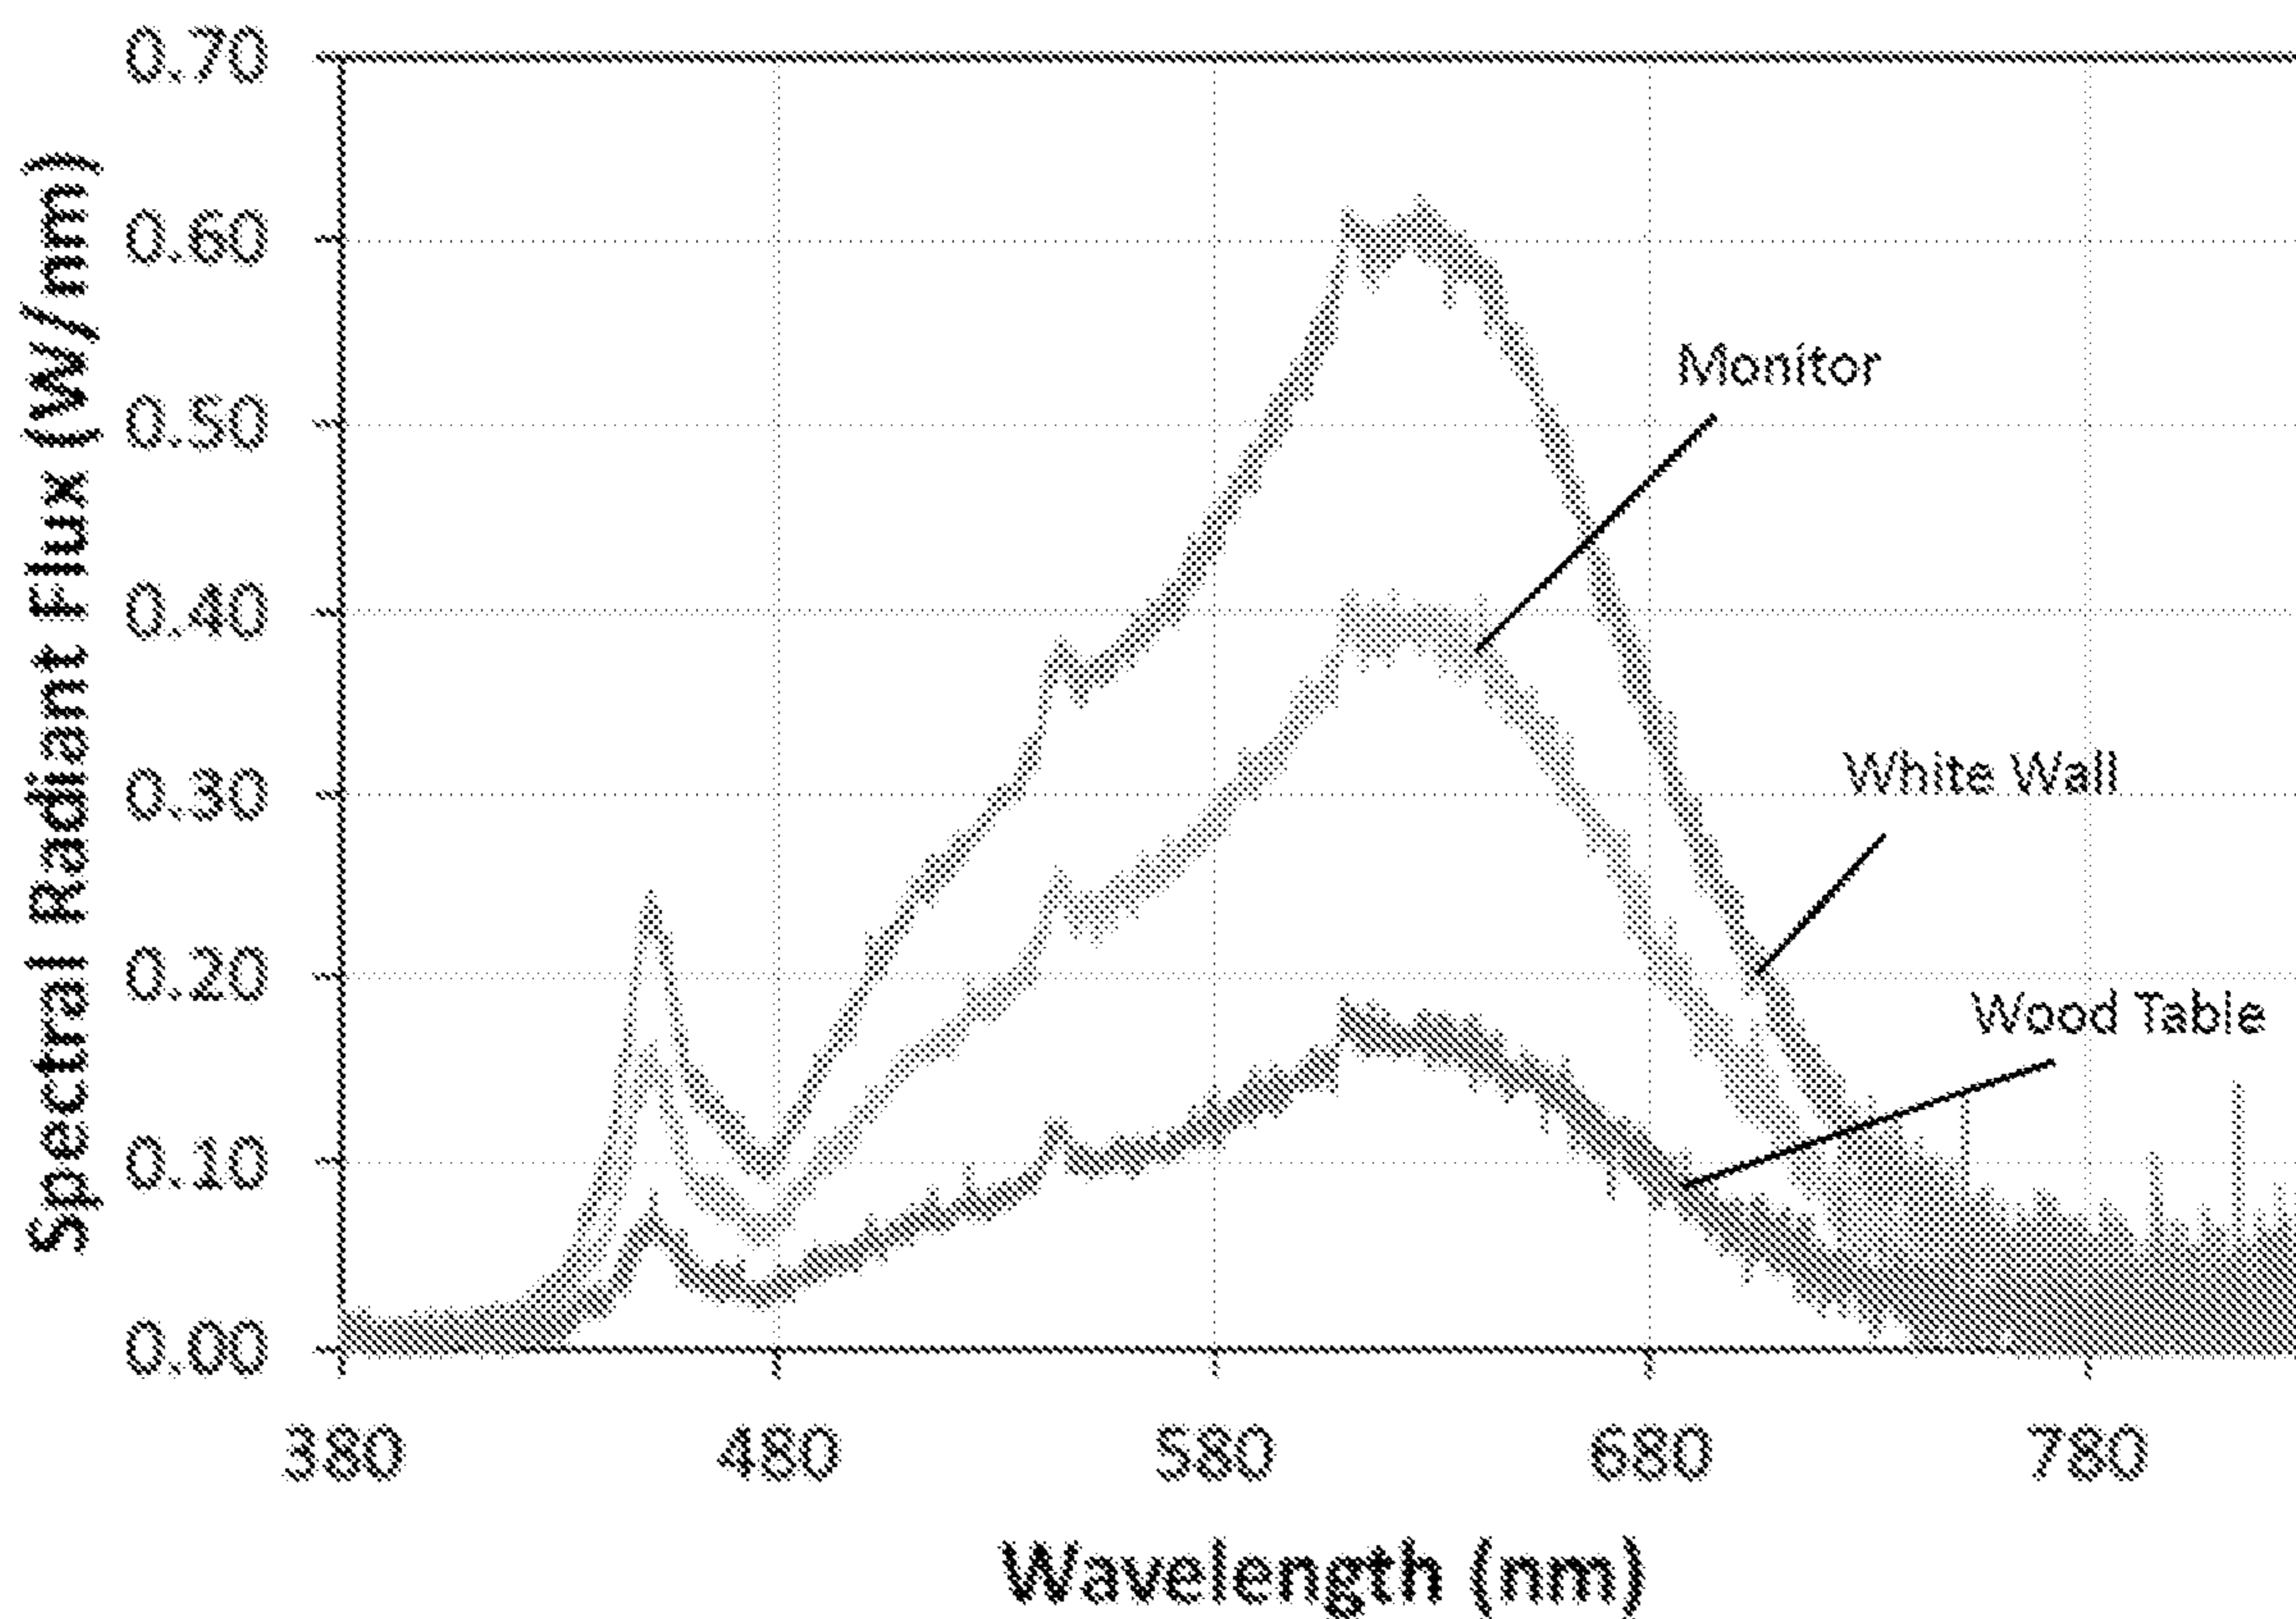 0.70
0.60
0.50
0.40
0.30
0.20
0.10
0.00
Spectral Radiant Flux (W/nm)
Monitor
White Wall
Wood Table
380 480 580 680 780
Wavelength (nm)